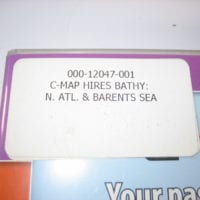 000-12047-001
C-MAP HIRES BATHY:
N. ATL. & BARENTS SEA
Your pas